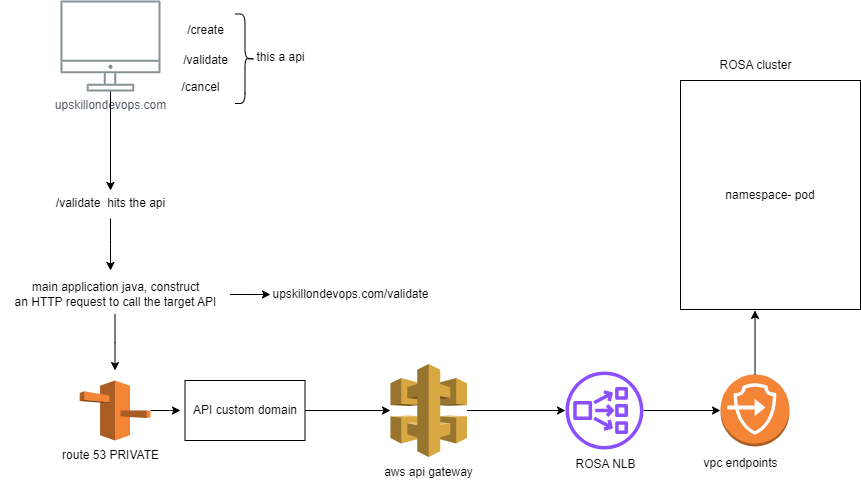 /create
/validate
this a api
/cancel
upskillondevops.com
ROSA cluster
/validate  hits the api
namespace- pod
main application java, construct
an HTTP request to call the target API
upskillondevops.com/validate
API custom domain
route 53 PRIVATE
aws api gateway
ROSA NLB
vpc endpoints